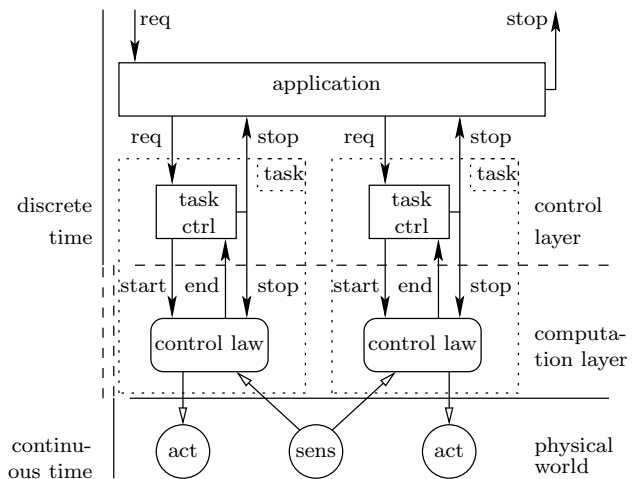 req
stop
application
req
stop
req
stop
task
task
task
ctrl
task
ctrl
discrete
time
control
layer
start
end
stop
start
end
stop
control law
control law
computa-
tion layer
act
sens
act
continu-
ous time
physical
world